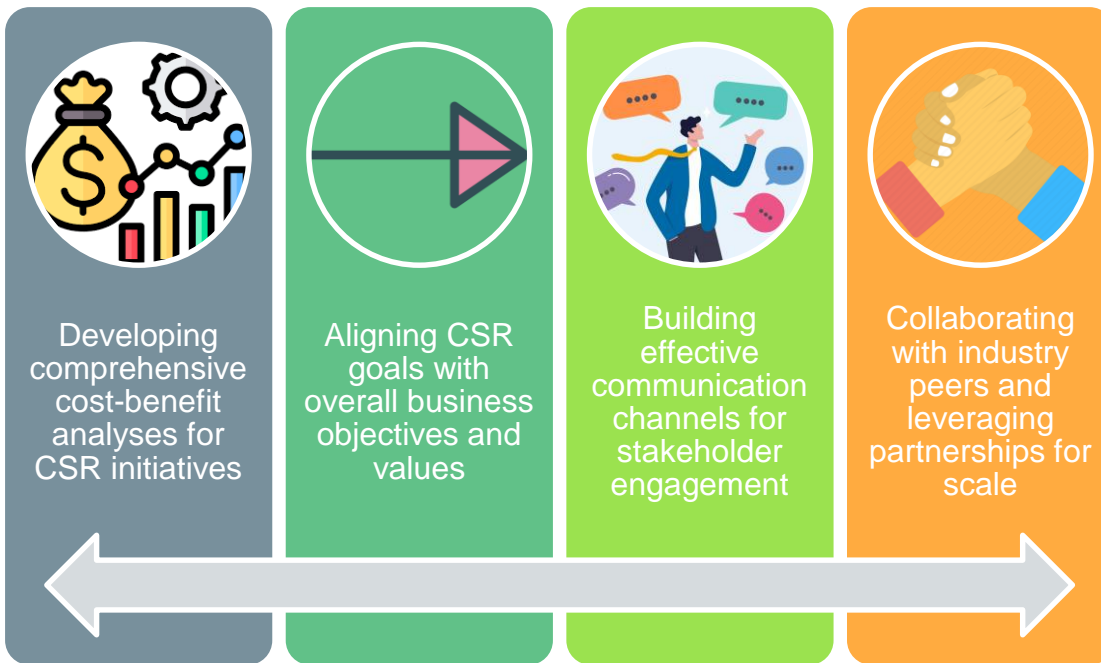 Developing
comprehensive
cost-benefit
analyses for
CSR initiatives
Aligning CSR
goals with
overall business
objectives and
values
Building
effective
communication
channels for
stakeholder
engagement
Collaborating
with industry
peers and
leveraging
partnerships for
scale